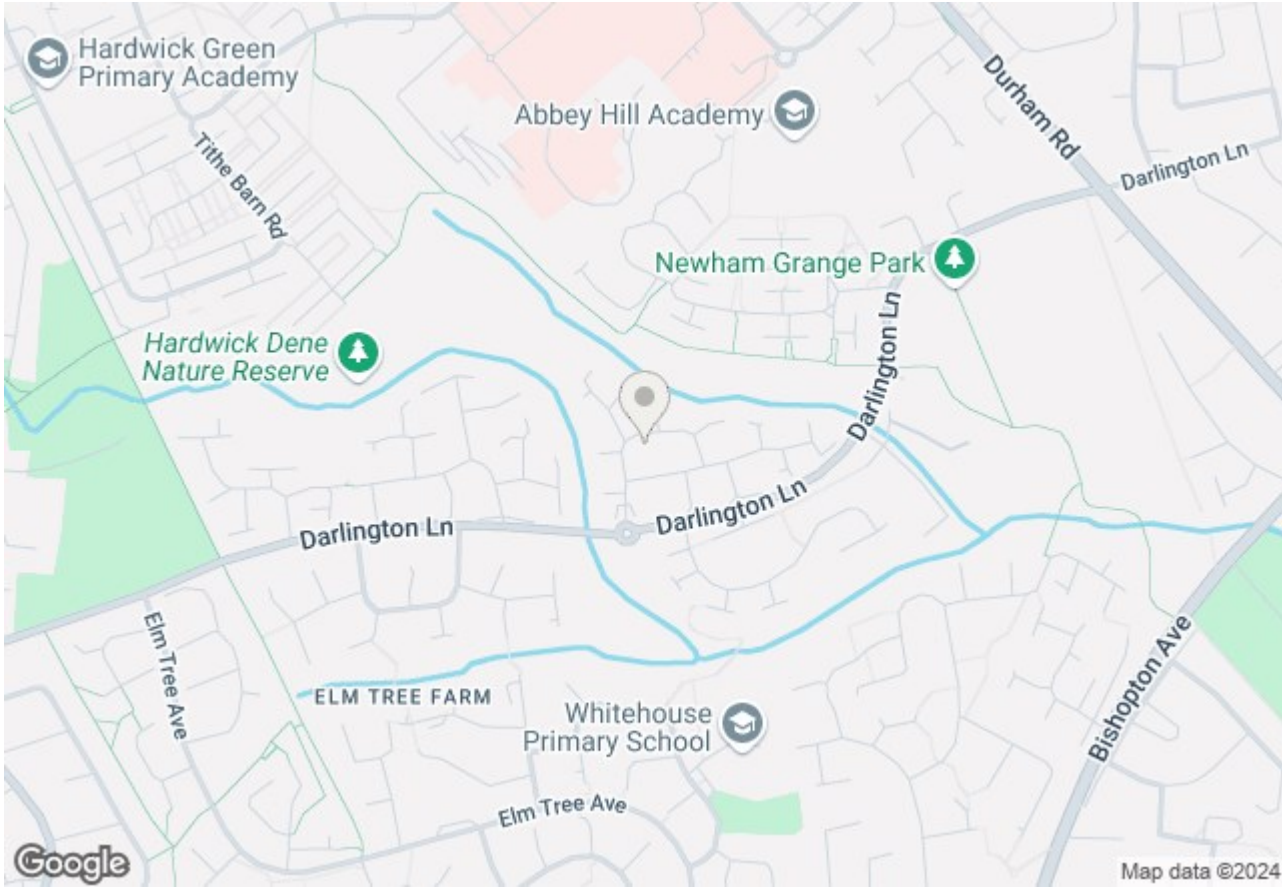 Hardwick Green
Primary Academy
Durham Rd
Abbey Hill Academy
Tithe Barn Rd
Darlington Ln
Newham Grange Park
Hardwick Dene
Nature Reserve
Darlington Ln
Darlington Ln
Darlington Ln
Elm Tree Ave
ELM TREE FARM
Whitehouse
Primary School
Bishopton Ave
Elm Tree Ave
Google
Map data ©2024